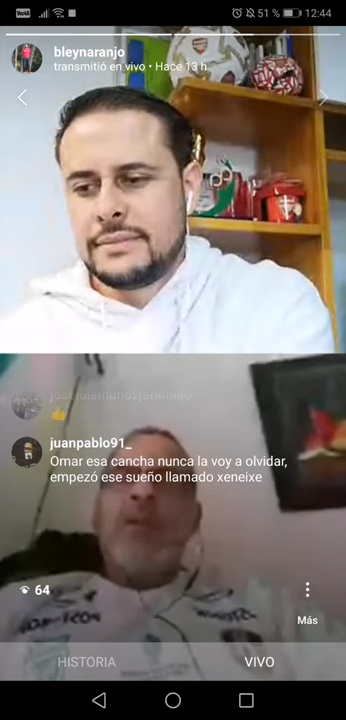 51 % 12:44
bleynaranjo
transmitió en vivo • Hace 13 h
joseluismunozjaramillo
👍
juanpablo91_
Omar esa cancha nunca la voy a olvidar,
empezó ese sueño llamado xeneixe
64
Más
HISTORIA
VIVO